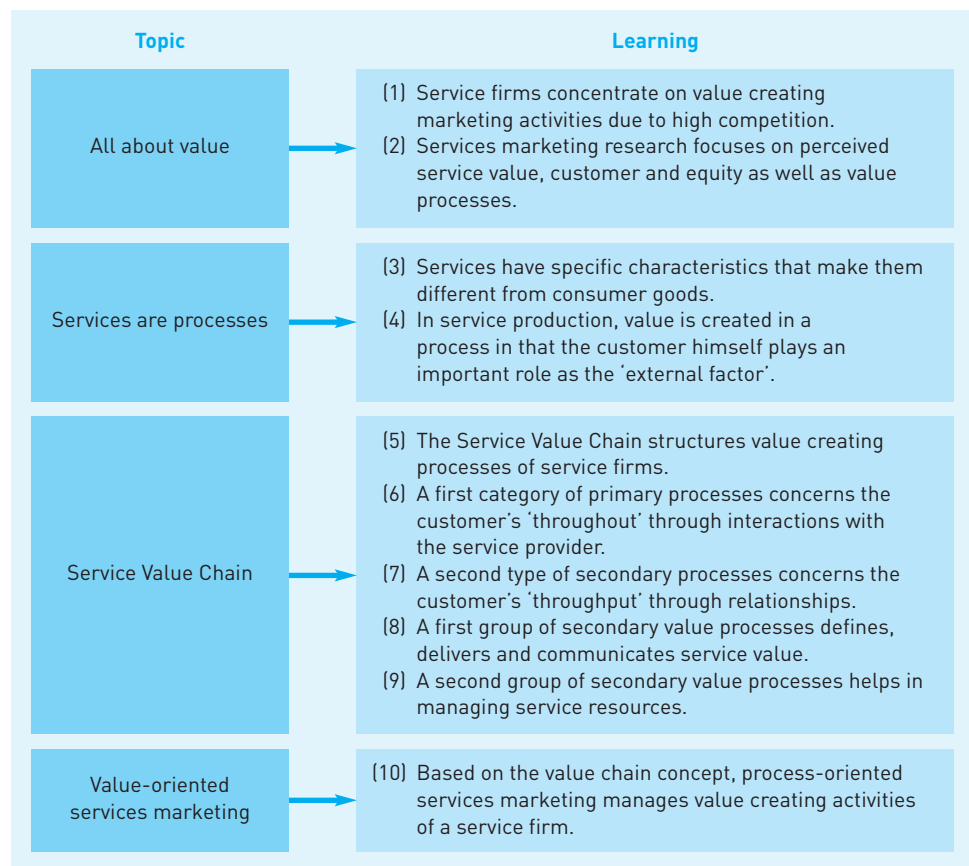 Topic
Learning
All about value
(1) Service firms concentrate on value creating
marketing activities due to high competition.
(2) Services marketing research focuses on perceived
service value, customer and equity as well as value
processes.
Services are processes
(3) Services have specific characteristics that make them
different from consumer goods.
(4) In service production, value is created in a
process in that the customer himself plays an
important role as the ‘external factor’.
Service Value Chain
(5) The Service Value Chain structures value creating
processes of service firms.
(6) A first category of primary processes concerns the
customer’s ‘throughout’ through interactions with
the service provider.
(7) A second type of secondary processes concerns the
customer’s ‘throughput’ through relationships.
(8) A first group of secondary value processes defines,
delivers and communicates service value.
(9) A second group of secondary value processes helps in
managing service resources.
Value-oriented
services marketing
(10) Based on the value chain concept, process-oriented
services marketing manages value creating activities
of a service firm.